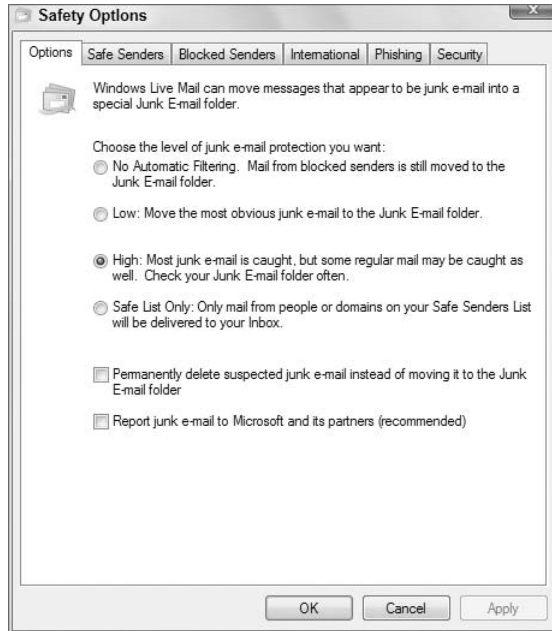 Safety Options
Options Safe Senders Blocked Senders International Phishing Security
Windows Live Mail can move messages that appear to be junk e-mail into a
special Junk E-mail folder.
Choose the level of junk e-mail protection you want:
No Automatic Filtering. Mail from blocked senders is still moved to the
Junk E-mail folder.
Low: Move the most obvious junk e-mail to the Junk E-mail folder.
High: Most junk e-mail is caught, but some regular mail may be caught as
well. Check your Junk E-mail folder often.
Safe List Only: Only mail from people or domains on your Safe Senders List
will be delivered to your Inbox.
Permanently delete suspected junk e-mail instead of moving it to the Junk
E-mail folder
Report junk e-mail to Microsoft and its partners (recommended)
OK Cancel Apply